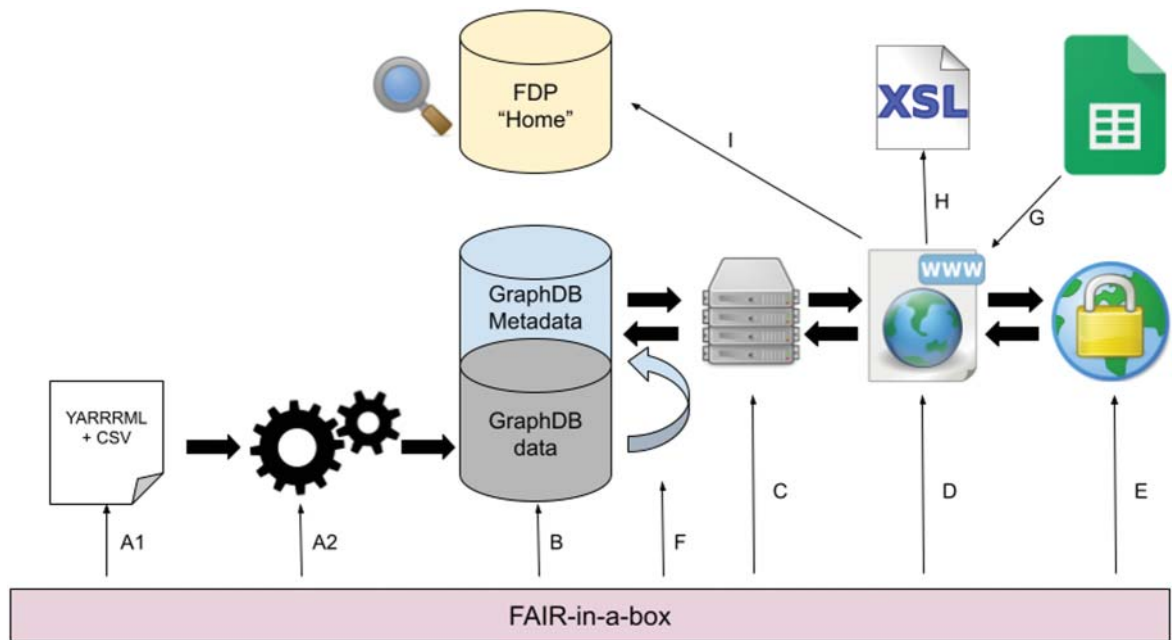 FDP
“Home”
XSL
I
H
G
www
GraphDB
Metadata
YARRRML
+ CSV
GraphDB
data
A1
A2
B
F
C
D
E
FAIR-in-a-box